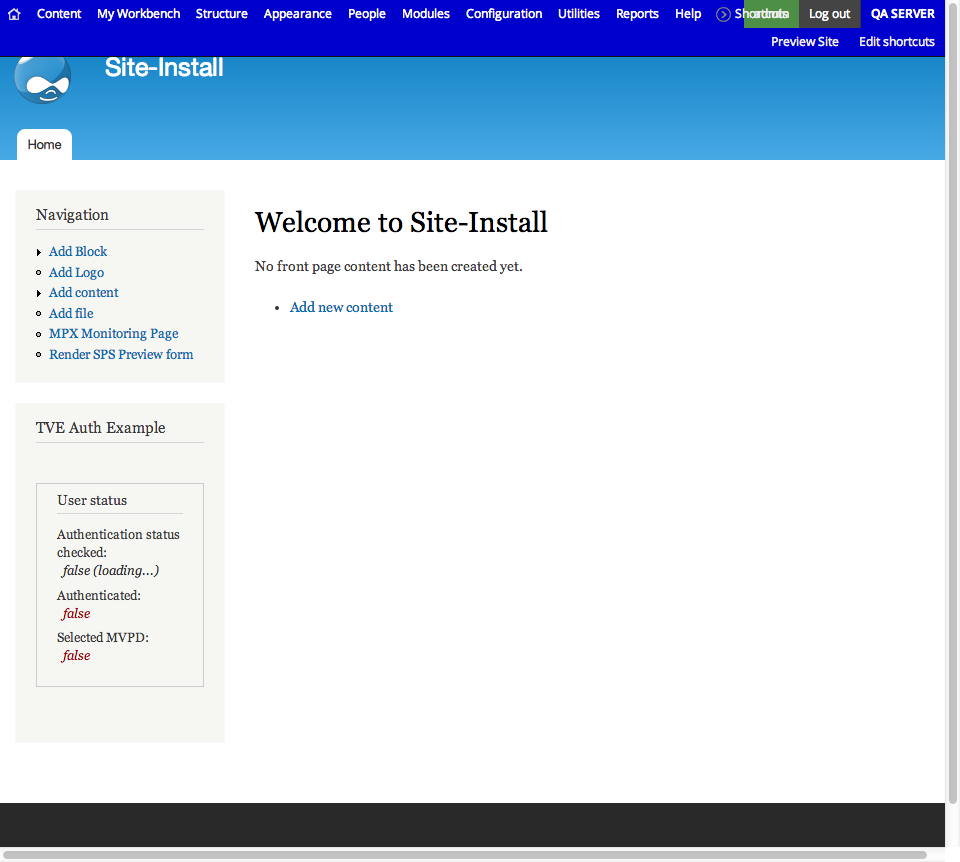 Content My Workbench Structure Appearance People Modules Configuration Utilities Reports Help Shortcuts Log out QA SERVER
Preview Site Edit shortcuts
Site-Install
Home
Navigation
Add Block
Add Logo
Add content
Add file
MPX Monitoring Page
Render SPS Preview form
Welcome to Site-Install
No front page content has been created yet.
Add new content
TVE Auth Example
User status
Authentication status
checked:
false (loading...)
Authenticated:
false
Selected MVPD:
false